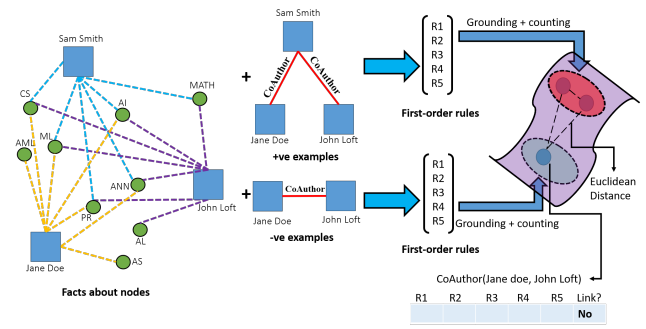 Sam Smith
CS
AI
MATH
AML
ML
ANN
PR
John Loft
AL
Jane Doe
AS
Facts about nodes
+
Sam Smith
CoAuthor
CoAuthor
Jane Doe
John Loft
+ve examples
+
CoAuthor
Jane Doe
John Loft
-ve examples
R1
R2
R3
R4
R5
First-order rules
Grounding + counting
R1
R2
R3
R4
R5
First-order rules
Grounding + counting
Euclidean
Distance
CoAuthor(Jane doe, John Loft)
R1 R2 R3 R4 R5 Link?
No